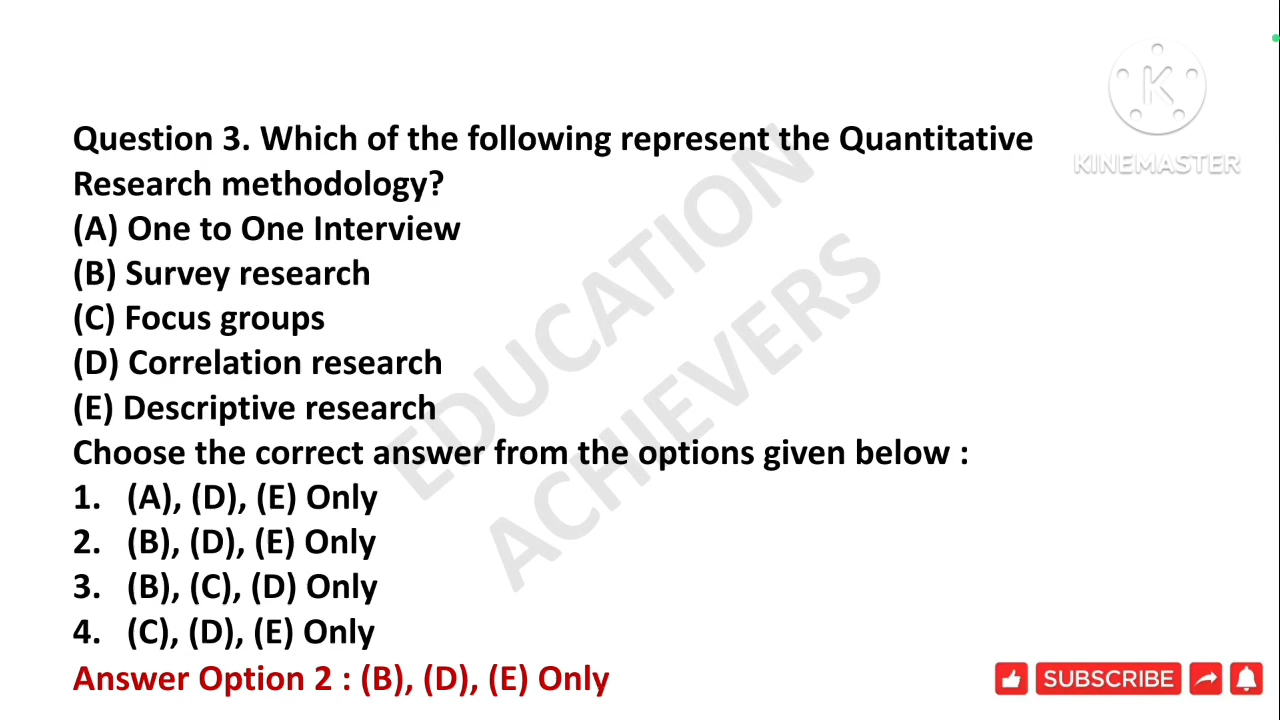 KINEMASTER
Question 3. Which of the following represent the Quantitative
Research methodology?
(A) One to One Interview
(B) Survey research
(C) Focus groups
(D) Correlation research
(E) Descriptive research
Choose the correct answer from the options given below :
1. (A), (D), (E) Only
2. (B), (D), (E) Only
3. (B), (C), (D) Only
4. (C), (D), (E) Only
Answer Option 2 : (B), (D), (E) Only
EDUCATION
ACHIEVERS
SUBSCRIBE